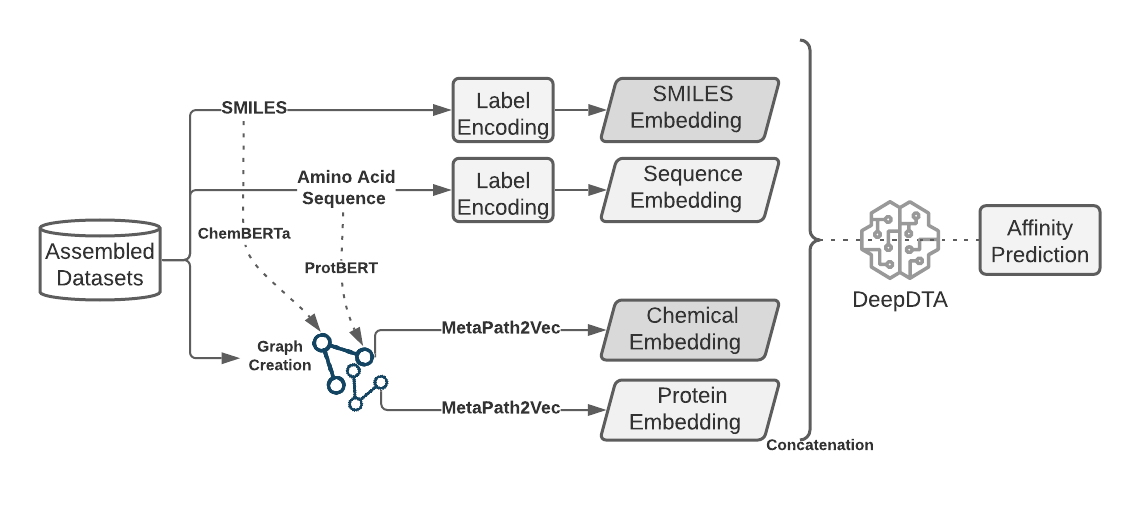 SMILES
Label
Encoding
SMILES
Embedding
Amino Acid
Sequence
Label
Encoding
Sequence
Embedding
Assembled
Datasets
ChemBERTa
ProtBERT
Graph
Creation
MetaPath2Vec
Chemical
Embedding
MetaPath2Vec
Protein
Embedding
Concatenation
DeepDTA
Affinity
Prediction